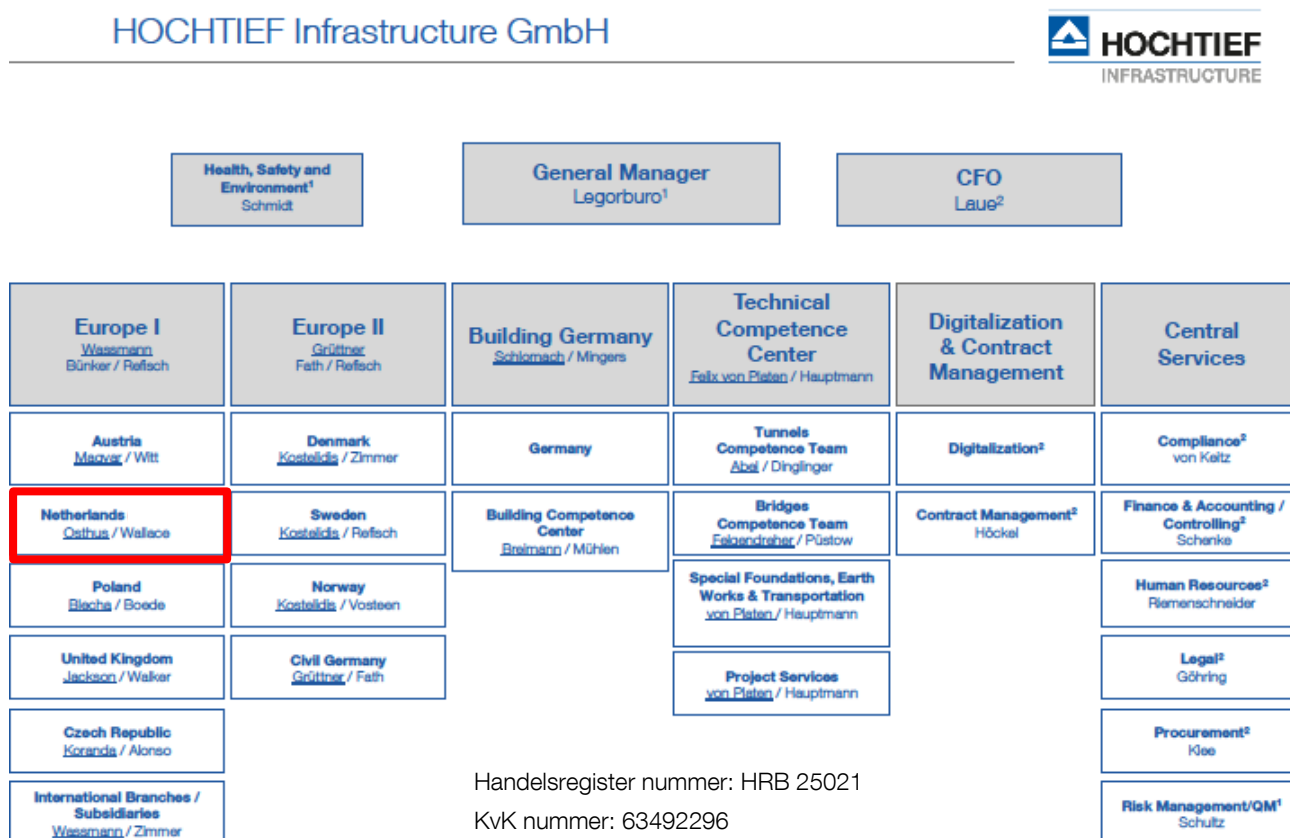 HOCHTIEF Infrastructure GmbH
HOCHTIEF
INFRASTRUCTURE
Health, Safety and
Environment¹
Schmidt
General Manager
Legorburo¹
CFO
Laue²
Europe I
Wassmann
Bünker / Refisch
Europe II
Grüttner
Fath / Refisch
Building Germany
Schlomach / Mingers
Technical
Competence
Center
Felix von Platen / Hauptmann
Digitalization
& Contract
Management
Central
Services
Austria
Magyar / Witt
Netherlands
Osthus / Wallace
Poland
Blecha / Boede
United Kingdom
Jackson / Walker
Czech Republic
Koranda / Alonso
International Branches /
Subsidiaries
Wassmann / Zimmer
Denmark
Kostelidis / Zimmer
Sweden
Kostelidis / Refisch
Norway
Kostelidis / Vosteen
Civil Germany
Grüttner / Fath
Germany
Building Competence
Center
Breimann / Mühlen
Tunnels
Competence Team
Abel / Dinglinger
Bridges
Competence Team
Felgendreher / Püstow
Special Foundations, Earth
Works & Transportation
von Platen / Hauptmann
Project Services
von Platen / Hauptmann
Digitalization²
Contract Management²
Höckel
Compliance²
von Keitz
Finance & Accounting /
Controlling²
Schenke
Human Resources²
Riemenschneider
Legal²
Göhring
Procurement²
Klee
Risk Management/QM¹
Schultz
Handelsregister nummer: HRB 25021
KvK nummer: 63492296